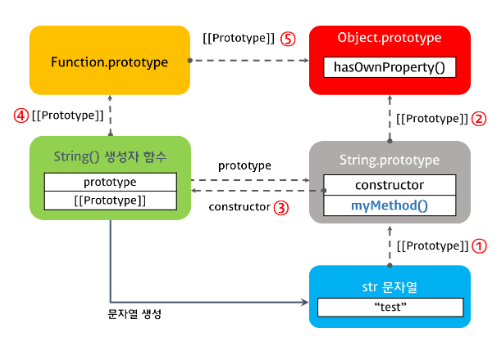 [[Prototype]] ⑤
Function.prototype
Object.prototype
hasOwnProperty()
④ [[Prototype]]
[[Prototype]] ②
String() 생성자 함수
prototype
[[Prototype]]
prototype
constructor ③
String.prototype
constructor
myMethod()
[[Prototype]] ①
문자열 생성
str 문자열
“test”